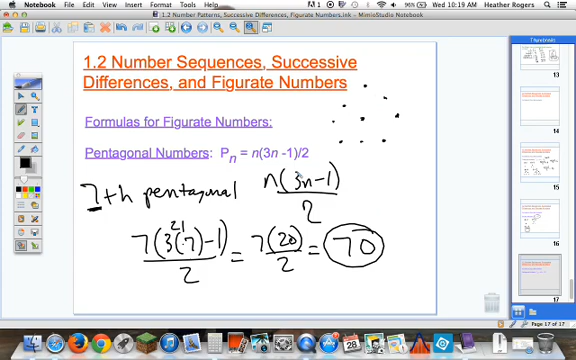 Notebook File Edit View Insert Format Tools Help 10:19 AM Heather Rogers
1.2 Number Patterns, Successive Differences, Figurate Numbers.ink – MimioStudio Notebook
1.2 Number Sequences, Successive
Differences, and Figurate Numbers
Formulas for Figurate Numbers:
Pentagonal Numbers: Pn = n(3n -1)/2
7th pentagonal n(3n-1)
2
21
7(3(7)-1) = 7(20) = 70
2 2
13
14
15
16
17
Page 17 of 17